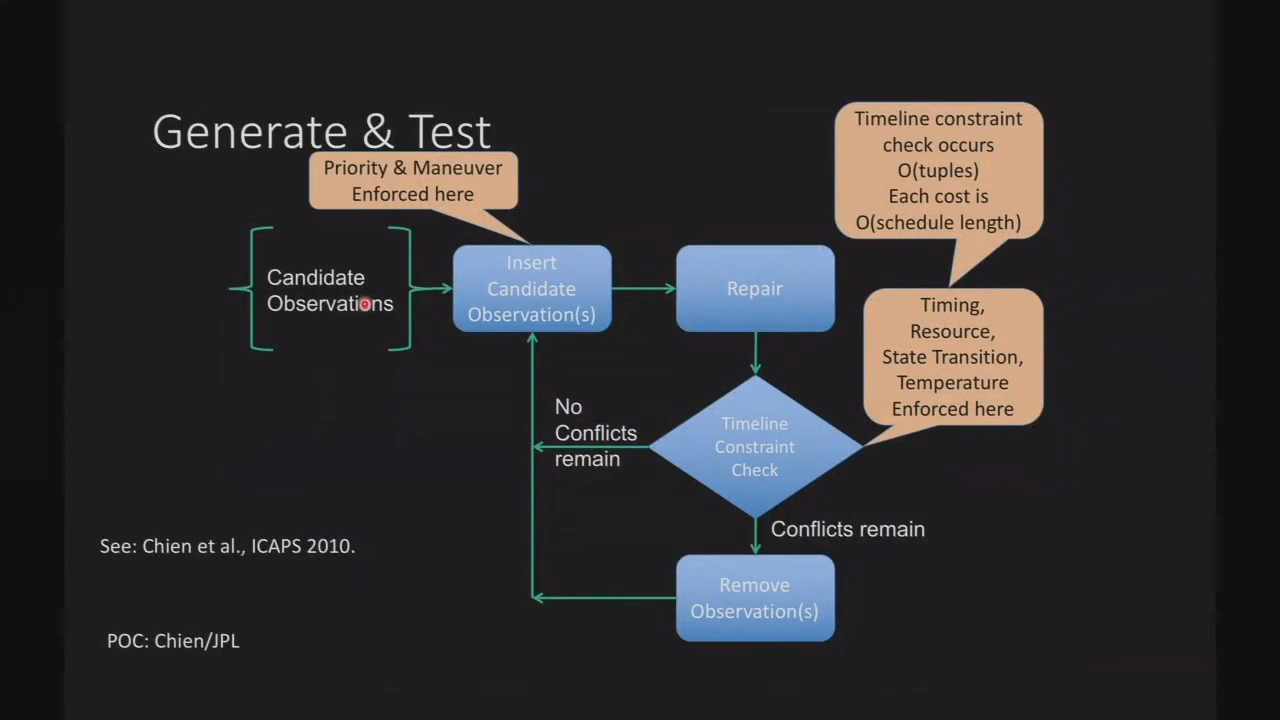 Generate & Test
Priority & Maneuver
Enforced here
Timeline constraint
check occurs
O(tuples)
Each cost is
O(schedule length)
Candidate
Observations
Insert
Candidate
Observation(s)
Repair
Timing,
Resource,
State Transition,
Temperature
Enforced here
No
Conflicts
remain
Timeline
Constraint
Check
Conflicts remain
Remove
Observation(s)
See: Chien et al., ICAPS 2010.
POC: Chien/JPL